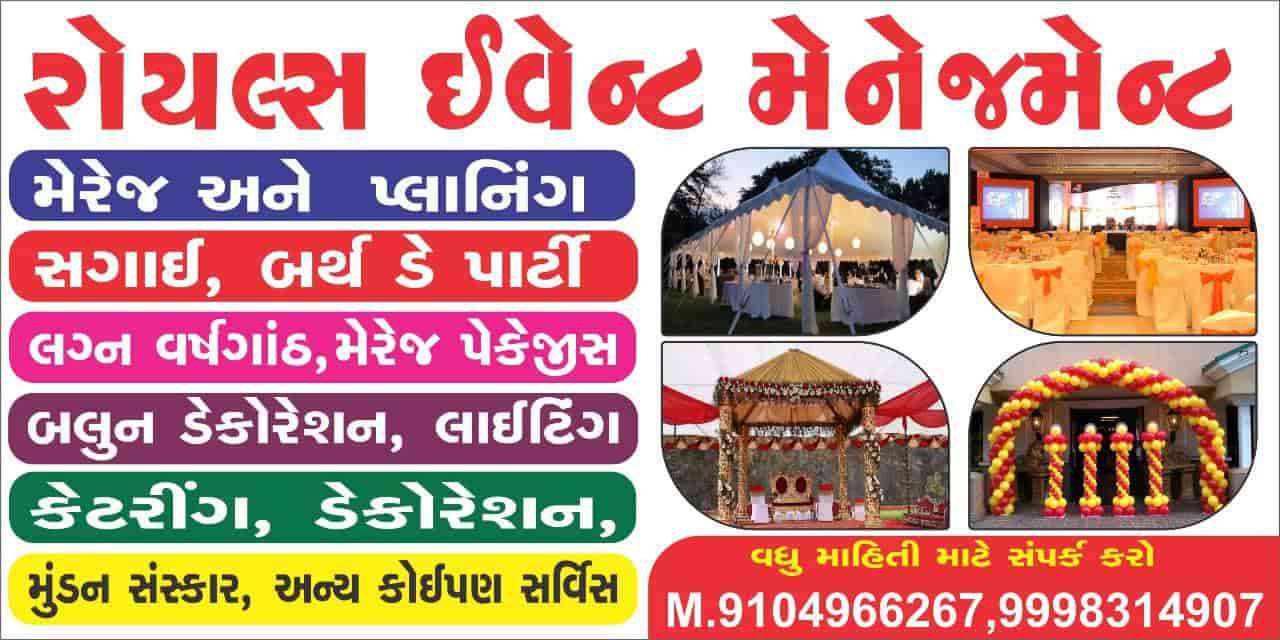 રોયલ્સ ઈવેન્ટ મેનેજમેન્ટ
મેરેજ અને પ્લાનિંગ
સગાઈ, બર્થ ડે પાર્ટી
લગ્ન વર્ષગાંઠ,મેરેજ પેકેજીસ
બલુન ડેકોરેશન, લાઈટિંગ
કેટરીંગ, ડેકોરેશન,
મુંડન સંસ્કાર, અન્ય કોઈપણ સર્વિસ
વધુ માહિતી માટે સંપર્ક કરો
M.9104966267,9998314907